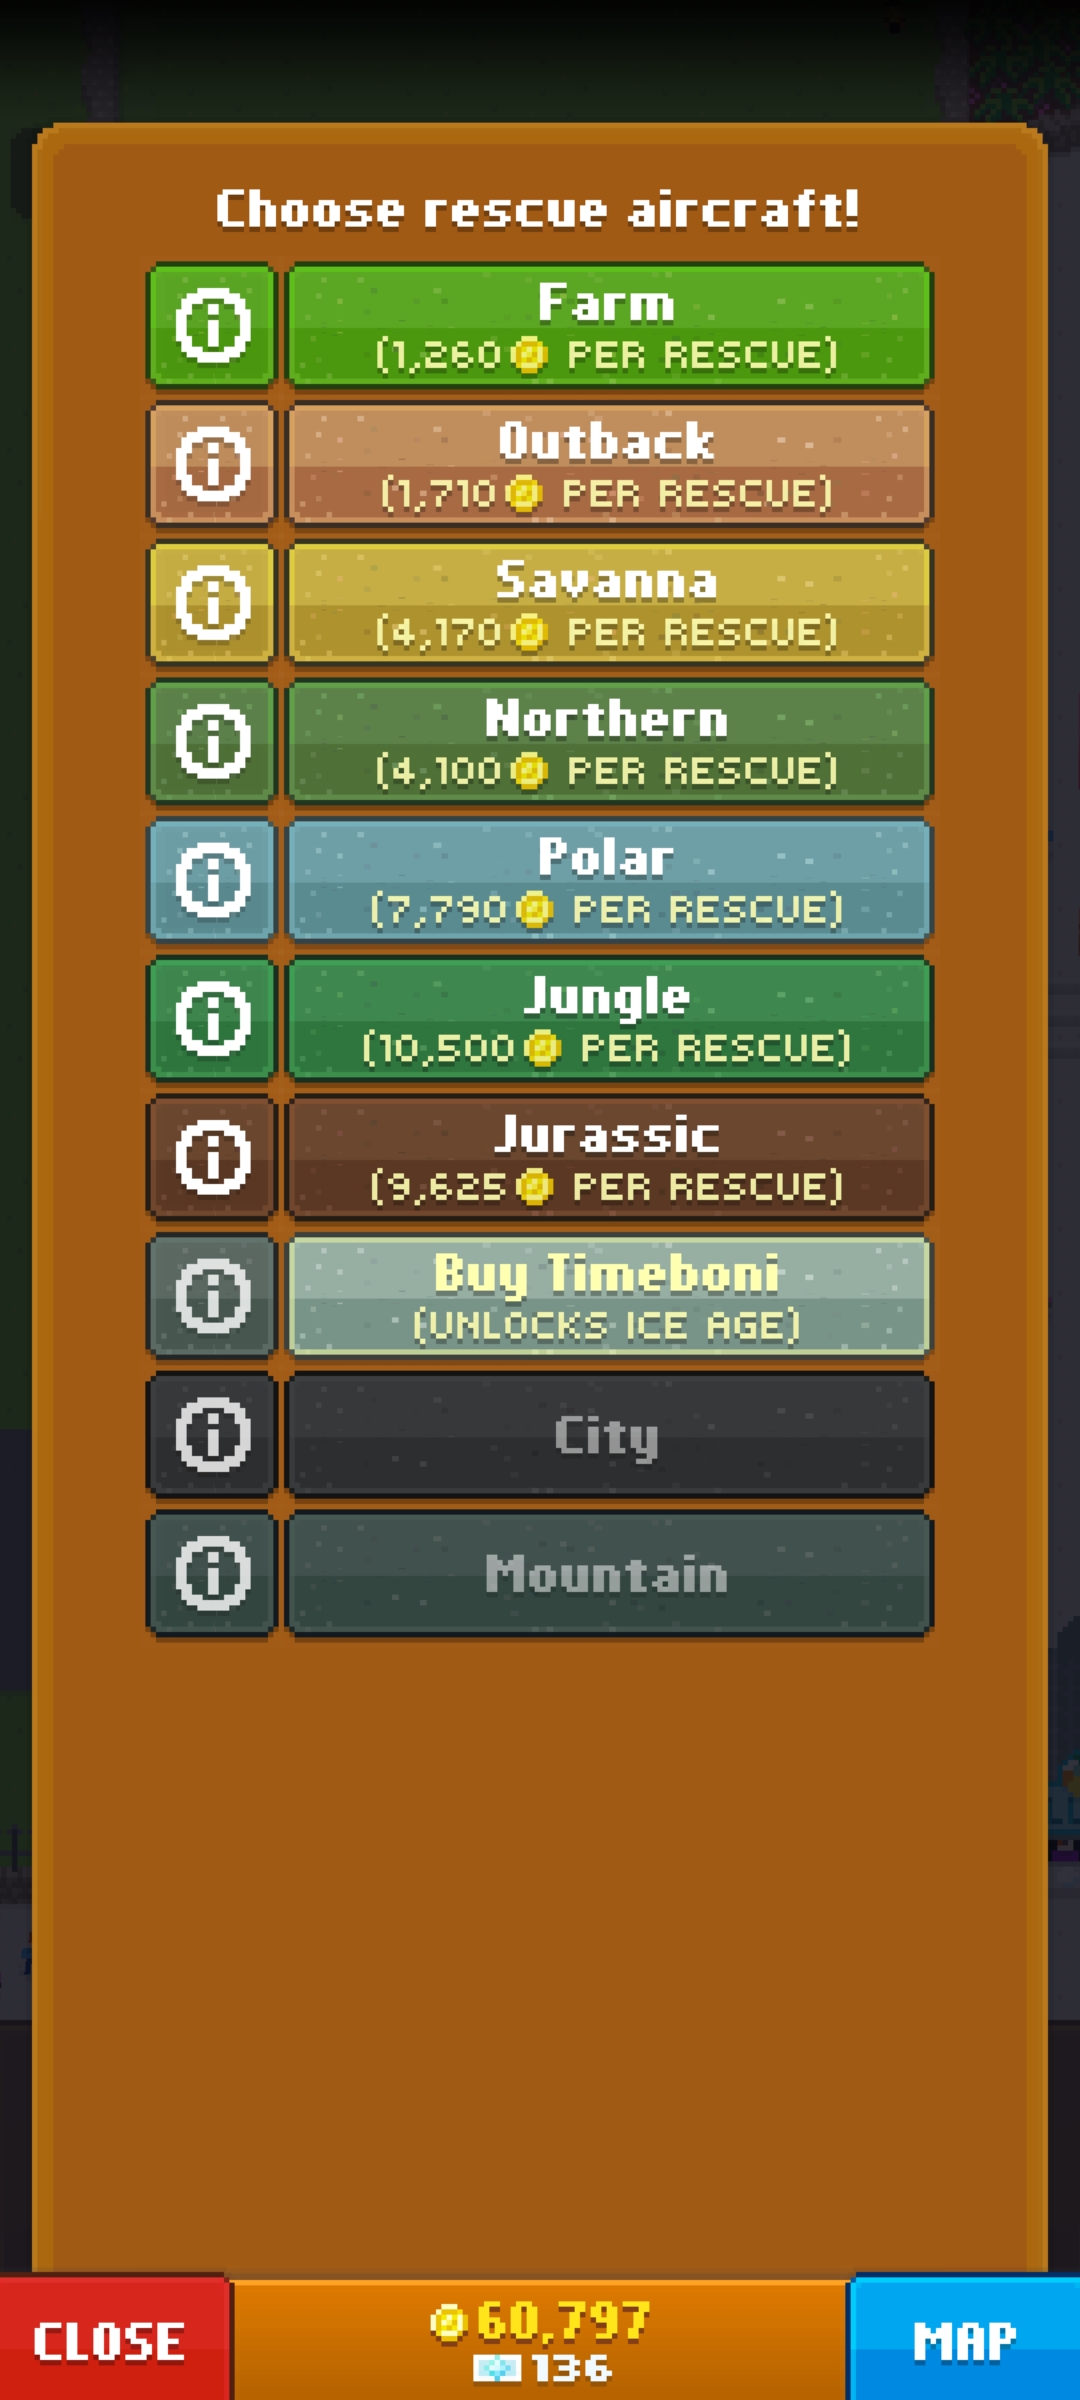 Choose rescue aircraft!
Farm
(1,260 PER RESCUE)
Outback
(1,710 PER RESCUE)
Savanna
(4,170 PER RESCUE)
Northern
(4,100 PER RESCUE)
Polar
(7,790 PER RESCUE)
Jungle
(10,500 PER RESCUE)
Jurassic
(9,625 PER RESCUE)
Buy Timeboni
(UNLOCKS ICE AGE)
City
Mountain
CLOSE
60,797
136
MAP